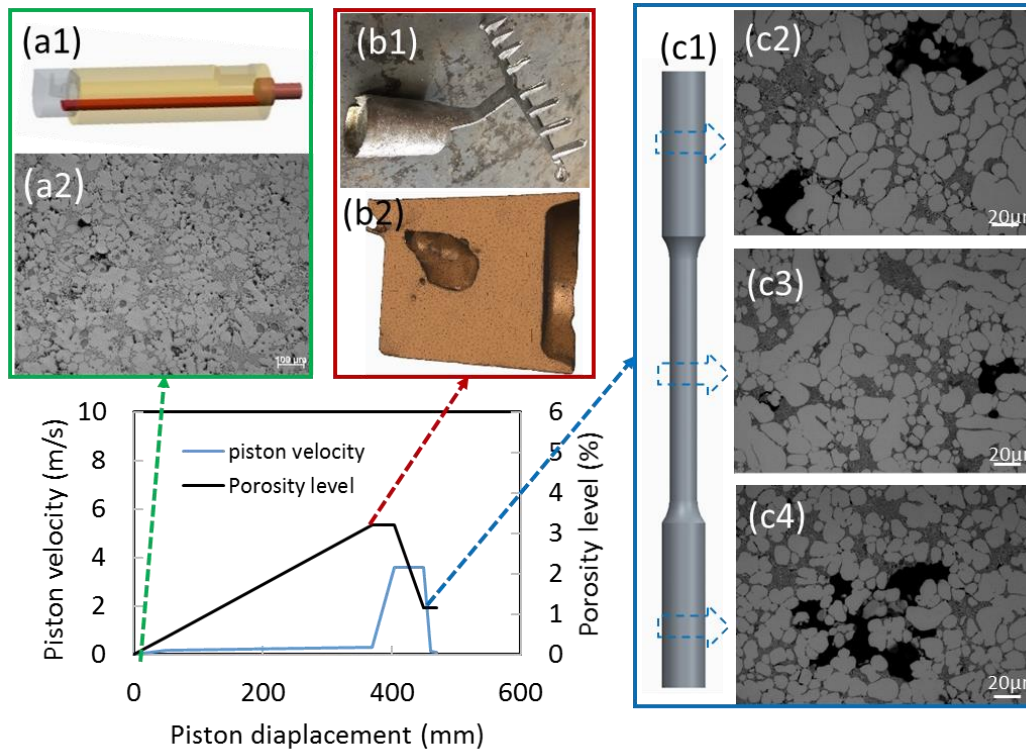 (a1)
(a2)
100 µm
(b1)
(b2)
(c1)
(c2)
20µm
(c3)
20µm
(c4)
20µm
10
8
6
4
2
0
Piston velocity (m/s)
piston velocity
Porosity level
6
5
4
3
2
1
0
Porosity level (%)
0
200
400
600
Piston diaplacement (mm)